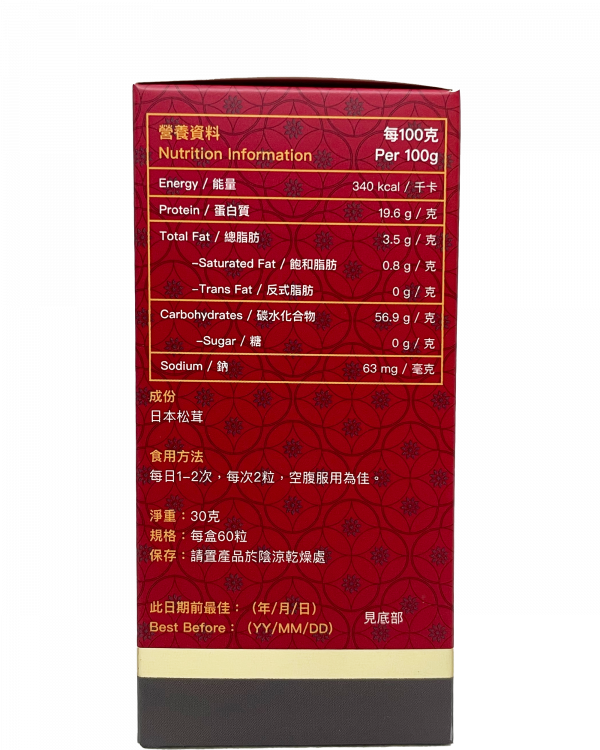 營養資料 每100克
Nutrition Information Per 100g
Energy / 能量 340 kcal / 千卡
Protein / 蛋白質 19.6 g / 克
Total Fat / 總脂肪 3.5 g / 克
–Saturated Fat / 飽和脂肪 0.8 g / 克
–Trans Fat / 反式脂肪 0 g / 克
Carbohydrates / 碳水化合物 56.9 g / 克
–Sugar / 糖 0 g / 克
Sodium / 鈉 63 mg / 毫克
成份
日本松茸
食用方法
每日1–2次，每次2粒，空腹服用為佳。
淨重：30克
規格：每盒60粒
保存：請置產品於陰涼乾燥處
此日期前最佳：（年/月/日）
Best Before：（YY/MM/DD） 見底部